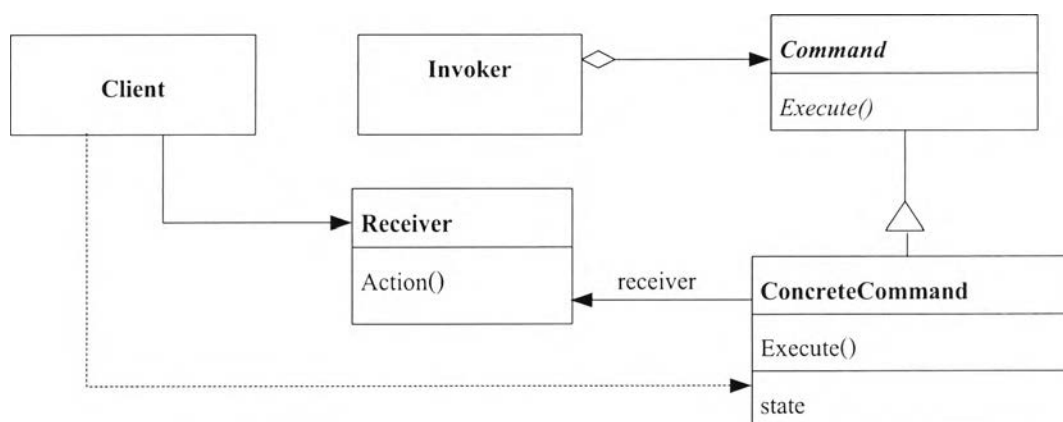 Client
Invoker
Command
Execute()
Receiver
Action()
receiver
ConcreteCommand
Execute()
state